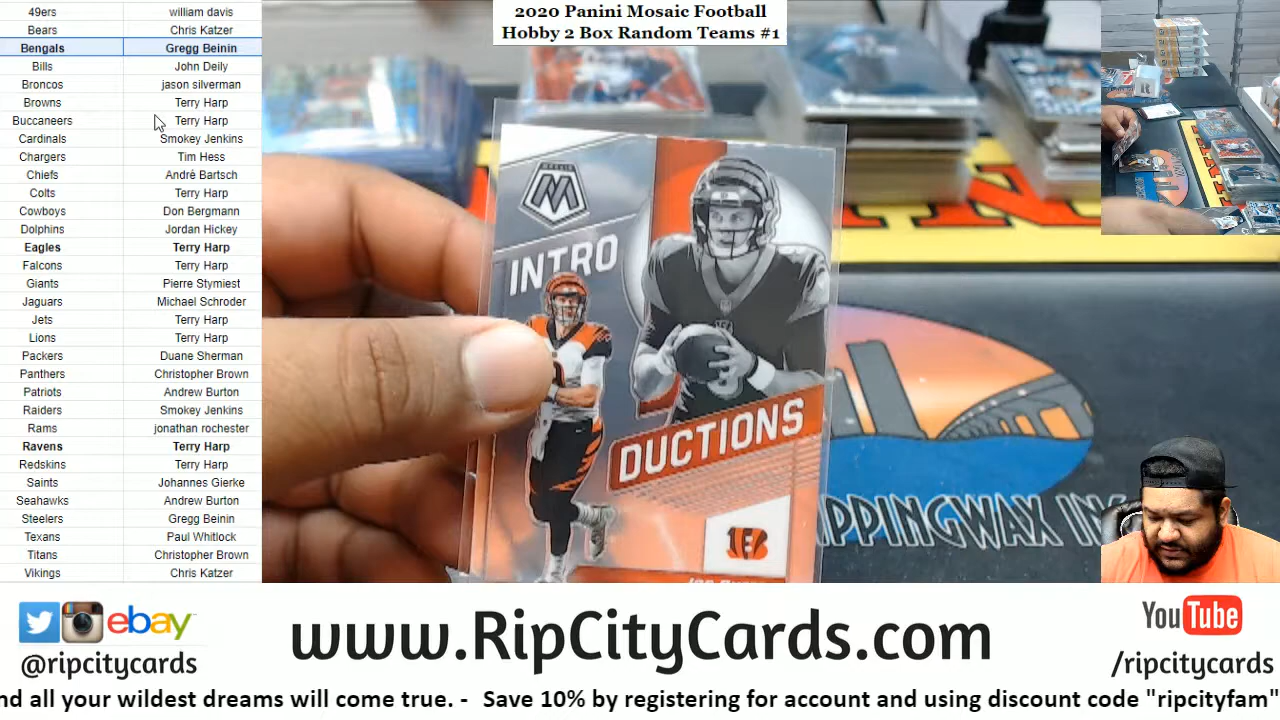 2020 Panini Mosaic Football
Hobby 2 Box Random Teams #1
49ers william davis
Bears Chris Katzer
Bengals Gregg Beinin
Bills John Deily
Broncos jason silverman
Browns Terry Harp
Buccaneers Terry Harp
Cardinals Smokey Jenkins
Chargers Tim Hess
Chiefs André Bartsch
Colts Terry Harp
Cowboys Don Bergmann
Dolphins Jordan Hickey
Eagles Terry Harp
Falcons Terry Harp
Giants Pierre Stymiest
Jaguars Michael Schroder
Jets Terry Harp
Lions Terry Harp
Packers Duane Sherman
Panthers Christopher Brown
Patriots Andrew Burton
Raiders Smokey Jenkins
Rams jonathan rochester
Ravens Terry Harp
Redskins Terry Harp
Saints Johannes Gierke
Seahawks Andrew Burton
Steelers Gregg Beinin
Texans Paul Whitlock
Titans Christopher Brown
Vikings Chris Katzer
MOSAIC
INTRO
DUCTIONS
IPPINGWAX
ebay
@ripcitycards
www.RipCityCards.com
YouTube
/ripcitycards
nd all your wildest dreams will come true. - Save 10% by registering for account and using discount code "ripcityfam"